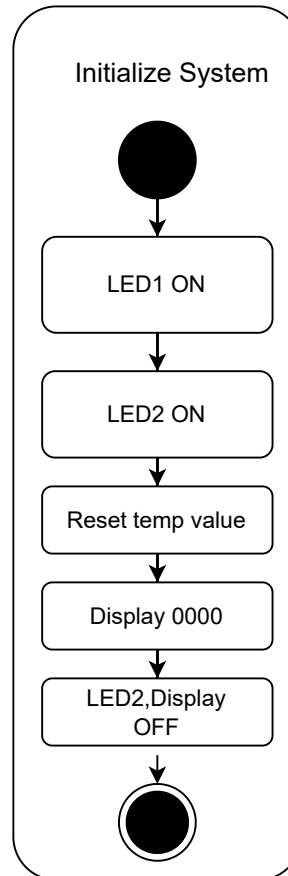 Initialize System
LED1 ON
LED2 ON
Reset temp value
Display 0000
LED2,Display
OFF